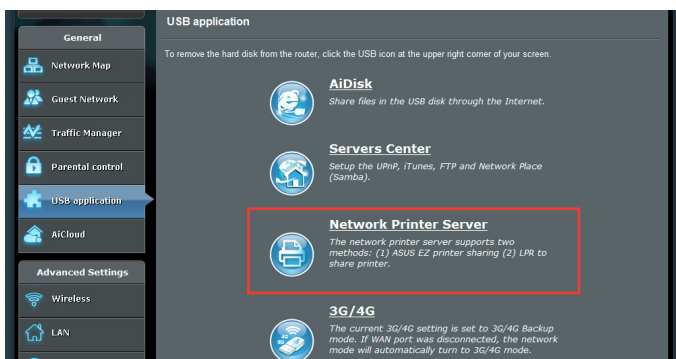 General
Network Map
Guest Network
Traffic Manager
Parental control
USB application
AiCloud
Advanced Settings
Wireless
LAN
USB application
To remove the hard disk from the router, click the USB icon at the upper right corner of your screen.
AiDisk
Share files in the USB disk through the Internet.
Servers Center
Setup the UPnP, iTunes, FTP and Network Place
(Samba).
Network Printer Server
The network printer server supports two
methods: (1) ASUS EZ printer sharing (2) LPR to
share printer.
3G/4G
The current 3G/4G setting is set to 3G/4G Backup
mode. If WAN port was disconnected, the network
mode will automatically turn to 3G/4G mode.